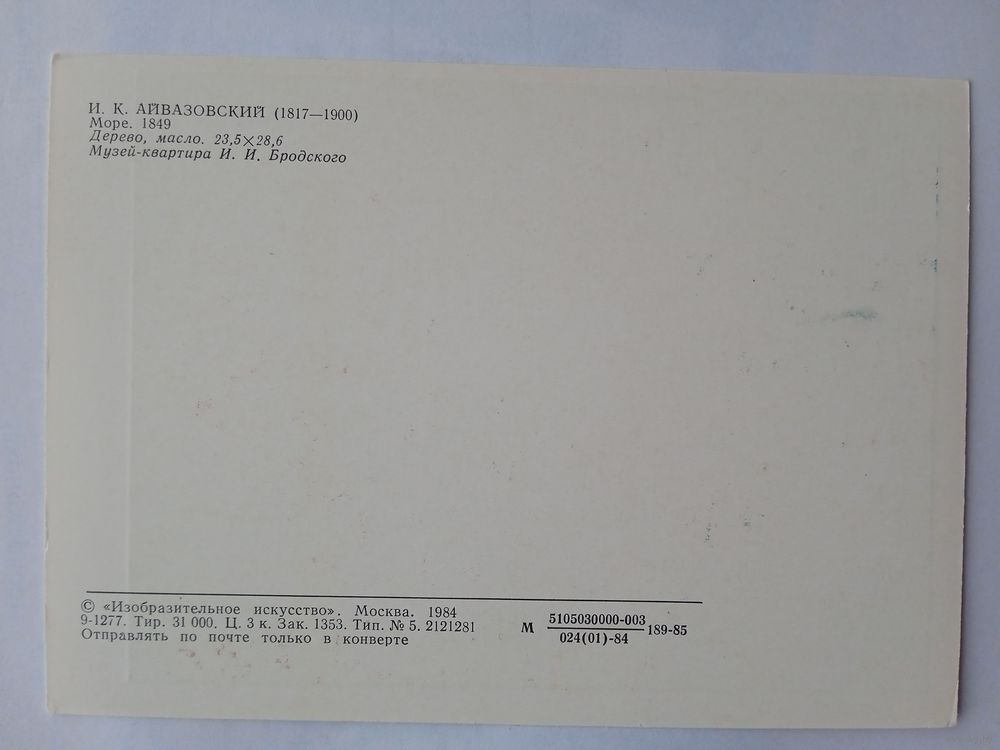 И. К. АЙВАЗОВСКИЙ (1817—1900)
Море. 1849
Дерево, масло. 23,5×28,6
Музей-квартира И. И. Бродского
© «Изобразительное искусство». Москва. 1984
9-1277. Тир. 31 000. Ц. 3 к. Зак. 1353. Тип. № 5. 2121281
Отправлять по почте только в конверте
М 5105030000-003
024(01)-84 189-85